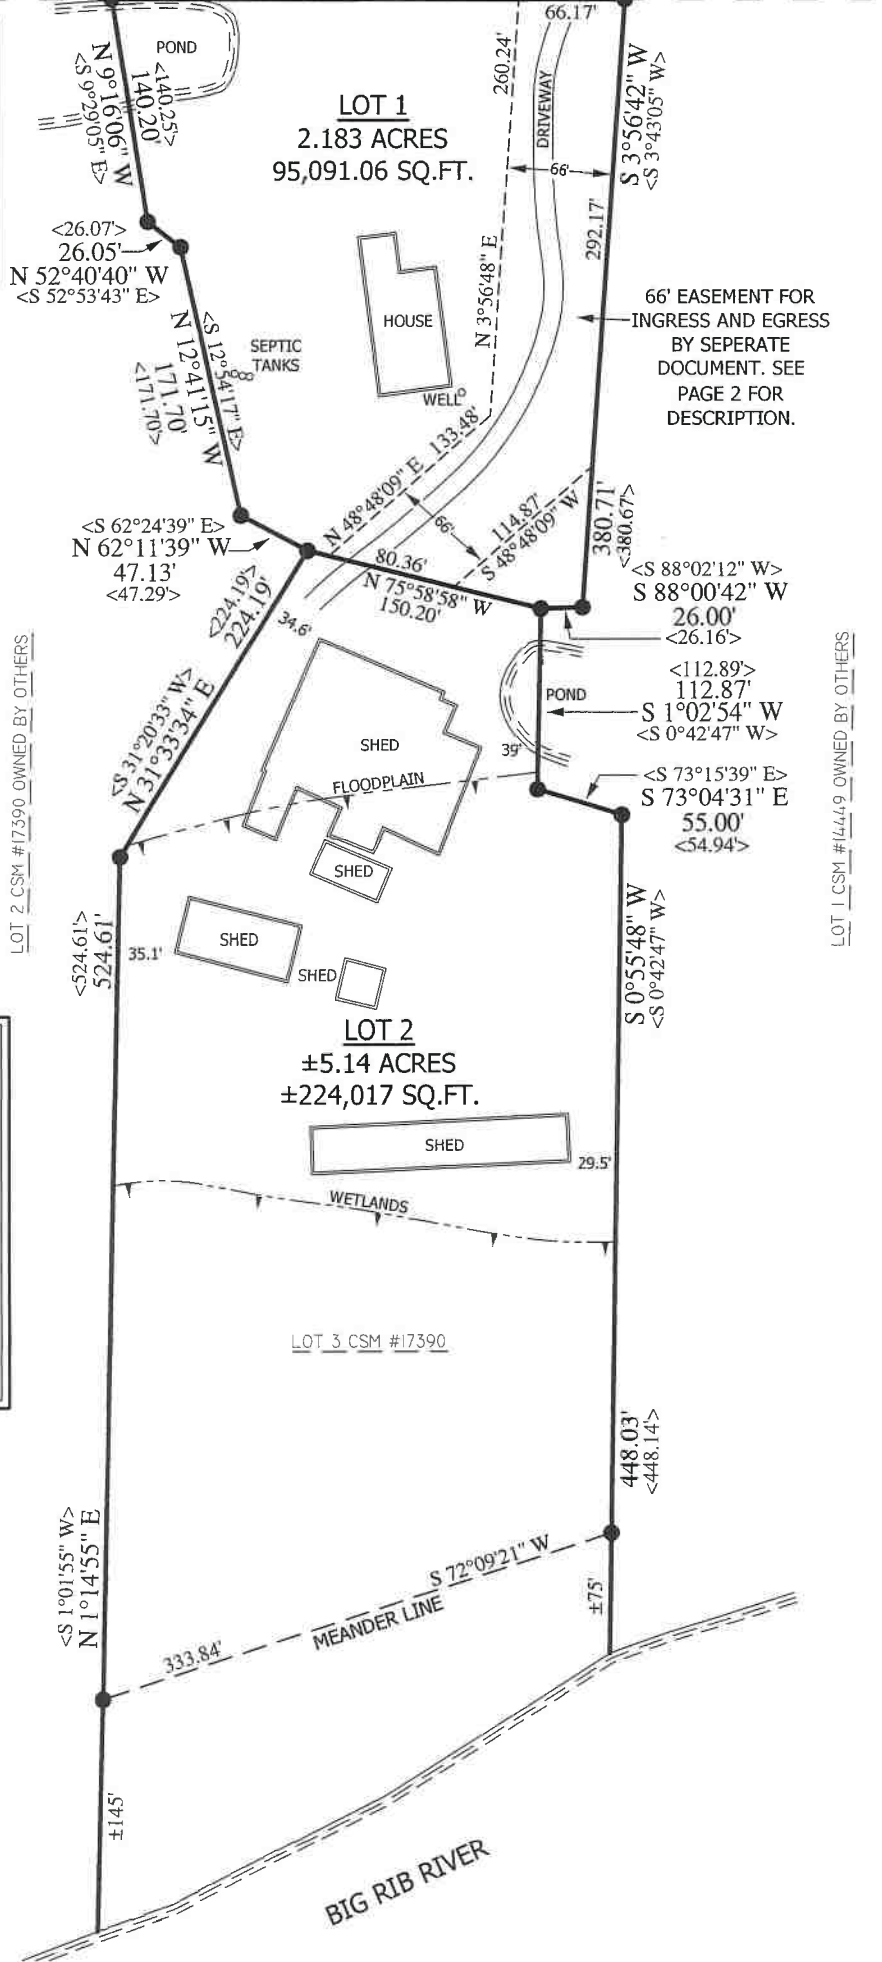 66.17'
POND
N 9°16'06" W
<S 9°29'05" E>
140.20'
<140.25'>
LOT 1
2.183 ACRES
95,091.06 SQ.FT.
260.24'
DRIVEWAY
66'
S 3°56'42" W
<S 3°43'05" W>
292.17'
<26.07'>
26.05'
N 52°40'40" W
<S 52°53'43" E>
N 3°56'48" E
HOUSE
66' EASEMENT FOR
INGRESS AND EGRESS
BY SEPERATE
DOCUMENT. SEE
PAGE 2 FOR
DESCRIPTION.
<S 12°54'17" E>
N 12°41'15" W
171.70'
<171.70'>
SEPTIC
TANKS
WELL
N 48°48'09" E 133.48'
66'
114.87'
S 48°48'09" W
380.71'
<380.67'>
<S 62°24'39" E>
N 62°11'39" W
47.13'
<47.29'>
80.36'
N 75°58'58" W
150.20'
<S 88°02'12" W>
S 88°00'42" W
26.00'
<26.16'>
<224.19'>
224.19'
34.6'
<S 31°20'33" W>
N 31°33'34" E
POND
39'
<112.89'>
112.87'
S 1°02'54" W
<S 0°42'47" W>
LOT 2 CSM #17390 OWNED BY OTHERS
LOT 1 CSM #14449 OWNED BY OTHERS
SHED
FLOODPLAIN
<S 73°15'39" E>
S 73°04'31" E
55.00'
<54.94'>
SHED
<524.61'>
524.61'
35.1'
SHED
SHED
S 0°55'48" W
<S 0°42'47" W>
LOT 2
±5.14 ACRES
±224,017 SQ.FT.
SHED
29.5'
WETLANDS
LOT 3 CSM #17390
448.03'
<448.14'>
<S 1°01'55" W>
N 1°14'55" E
S 72°09'21" W
MEANDER LINE
333.84'
±75'
±145'
BIG RIB RIVER